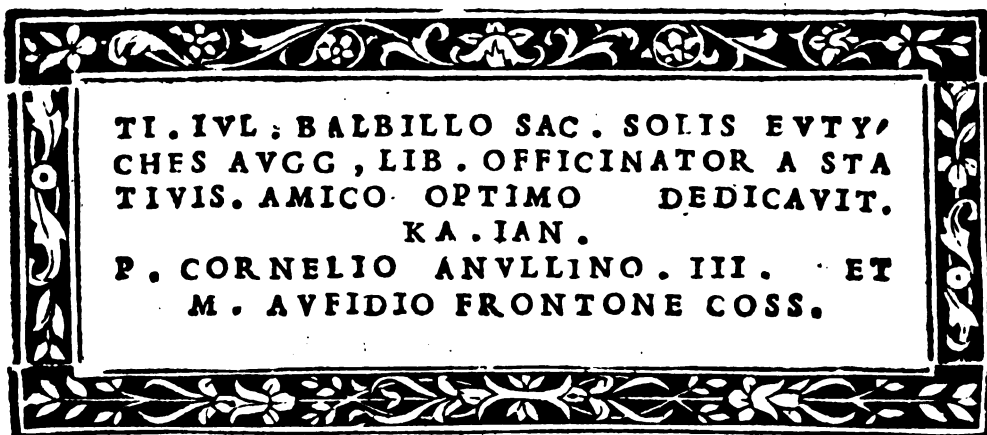 TI. IVL. BALBILLO SAC. SOLIS EVTY,
CHES AVGG, LIB. OFFICINATOR A STA
TIVIS. AMICO OPTIMO DEDICAVIT.
KA. IAN.
P. CORNELIO ANVLLINO. III. ET
M. AVFIDIO FRONTONE COSS.